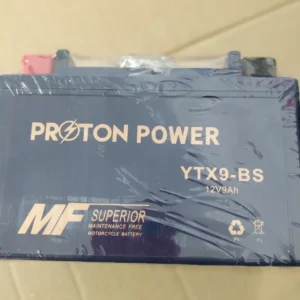 PROTON POWER
YTX9-BS
12V9Ah
MF SUPERIOR
MAINTENANCE FREE
MOTORCYCLE BATTERY